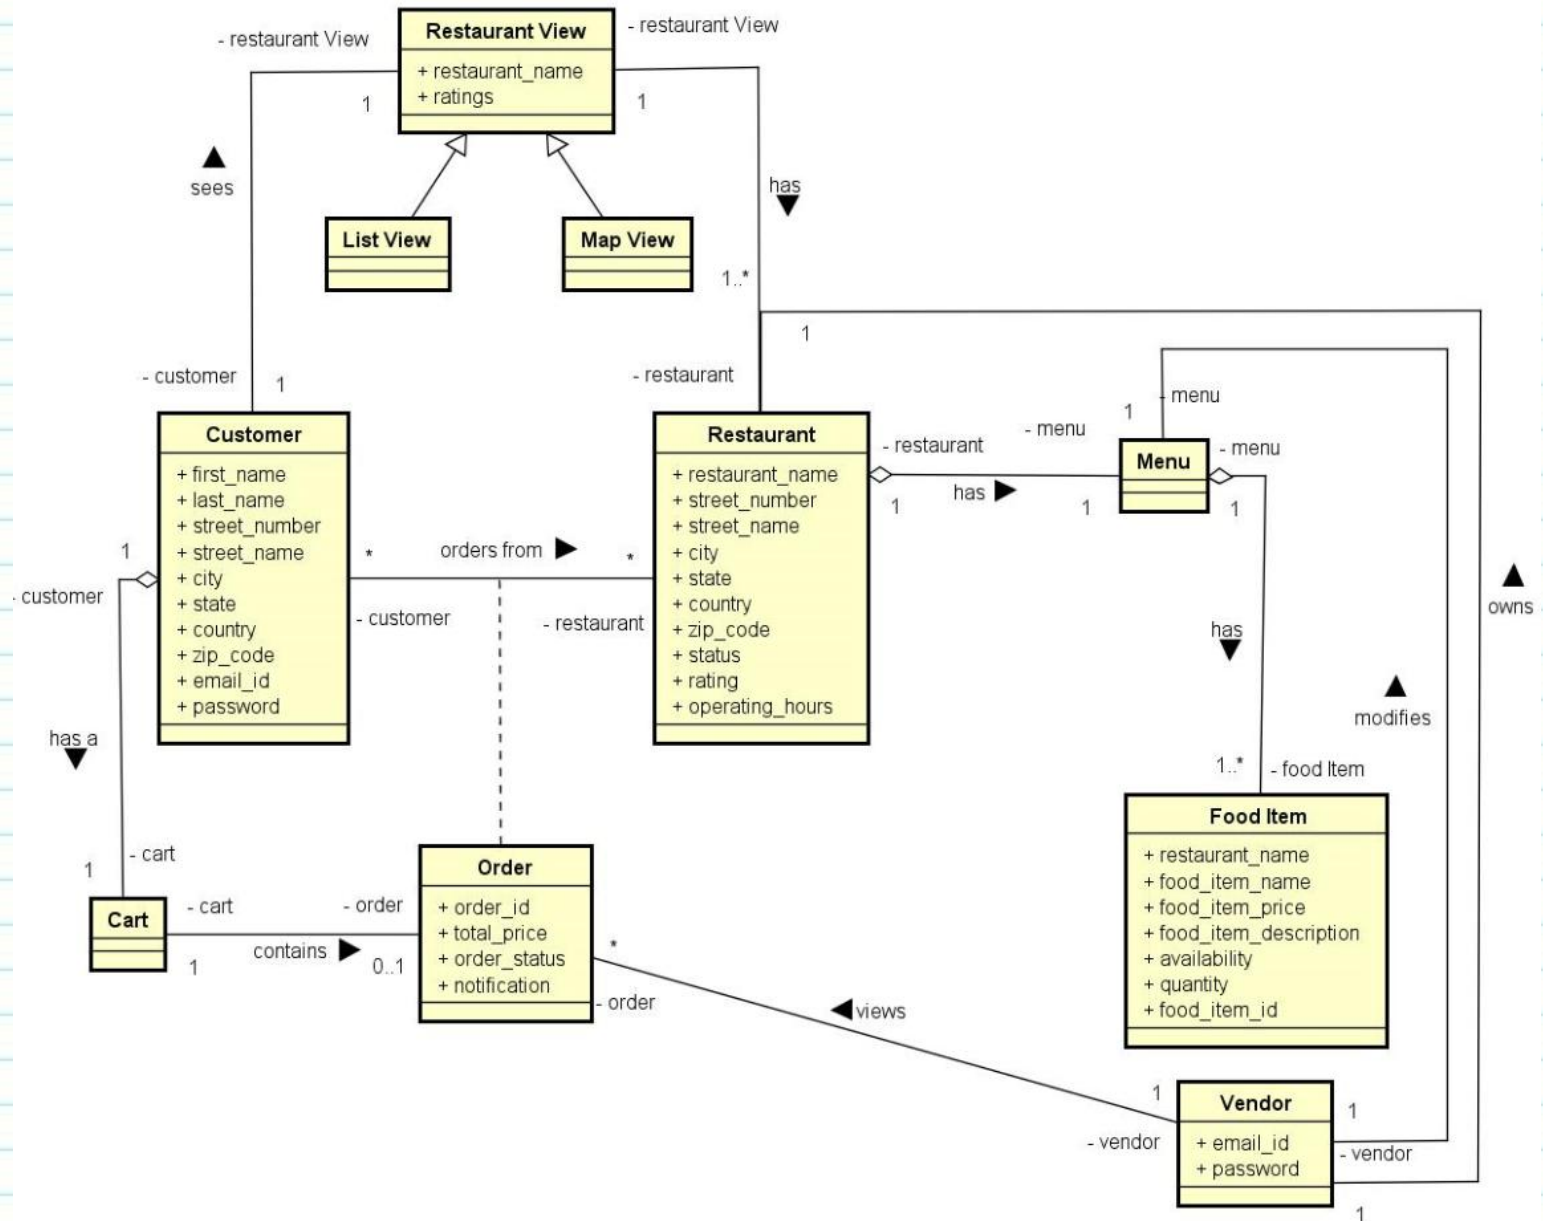 - restaurant View
Restaurant View
- restaurant View
+ restaurant_name
+ ratings
1
1
sees
has
List View
Map View
1..*
1
- customer
1
- restaurant
- menu
1
Customer
+ first_name
+ last_name
+ street_number
+ street_name
+ city
+ state
+ country
+ zip_code
+ email_id
+ password
Restaurant
+ restaurant_name
+ street_number
+ street_name
+ city
+ state
+ country
+ zip_code
+ status
+ rating
+ operating_hours
- restaurant
- menu
has
1
1
Menu
- menu
1
1
- customer
*
orders from
*
- customer
- restaurant
has
owns
modifies
has a
1..*
- food Item
Food Item
+ restaurant_name
+ food_item_name
+ food_item_price
+ food_item_description
+ availability
+ quantity
+ food_item_id
1
- cart
Cart
- cart
- order
contains
1
0..1
Order
+ order_id
+ total_price
+ order_status
+ notification
*
- order
views
1
- vendor
Vendor
+ email_id
+ password
1
- vendor
1